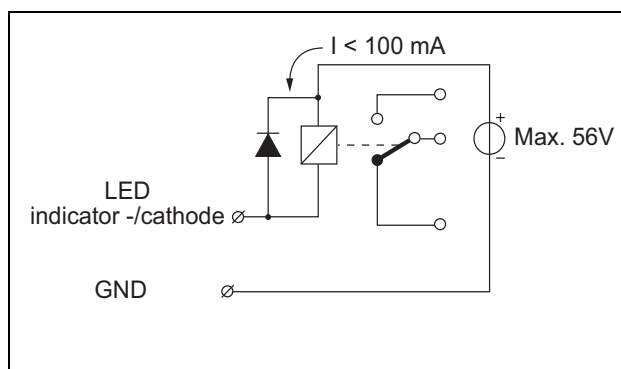 I < 100 mA
+
Max. 56V
–
LED
indicator -/cathode
GND